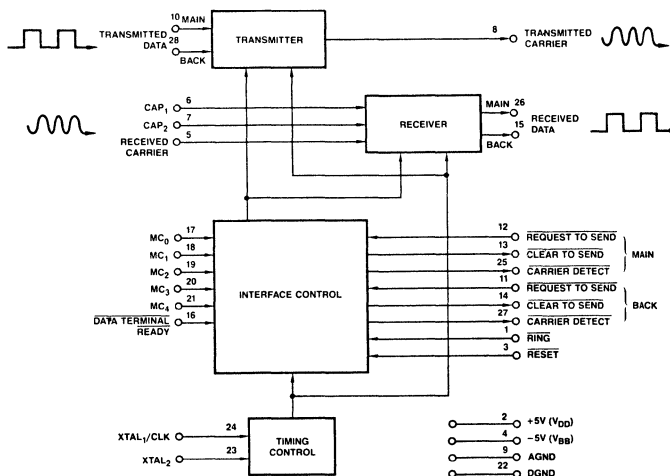 10 MAIN
TRANSMITTED
DATA
28
BACK
TRANSMITTER
8
TRANSMITTED
CARRIER
CAP1
6
CAP2
7
RECEIVED
CARRIER
5
RECEIVER
MAIN 26
15
BACK
RECEIVED
DATA
MC0
17
MC1
18
MC2
19
MC3
20
MC4
21
DATA TERMINAL
READY
16
INTERFACE CONTROL
12
REQUEST TO SEND
13
CLEAR TO SEND
25
CARRIER DETECT
MAIN
11
REQUEST TO SEND
14
CLEAR TO SEND
27
CARRIER DETECT
BACK
1
RING
3
RESET
XTAL1/CLK
24
XTAL2
23
TIMING
CONTROL
2
+5V (VDD)
4
-5V (VBB)
9
AGND
22
DGND